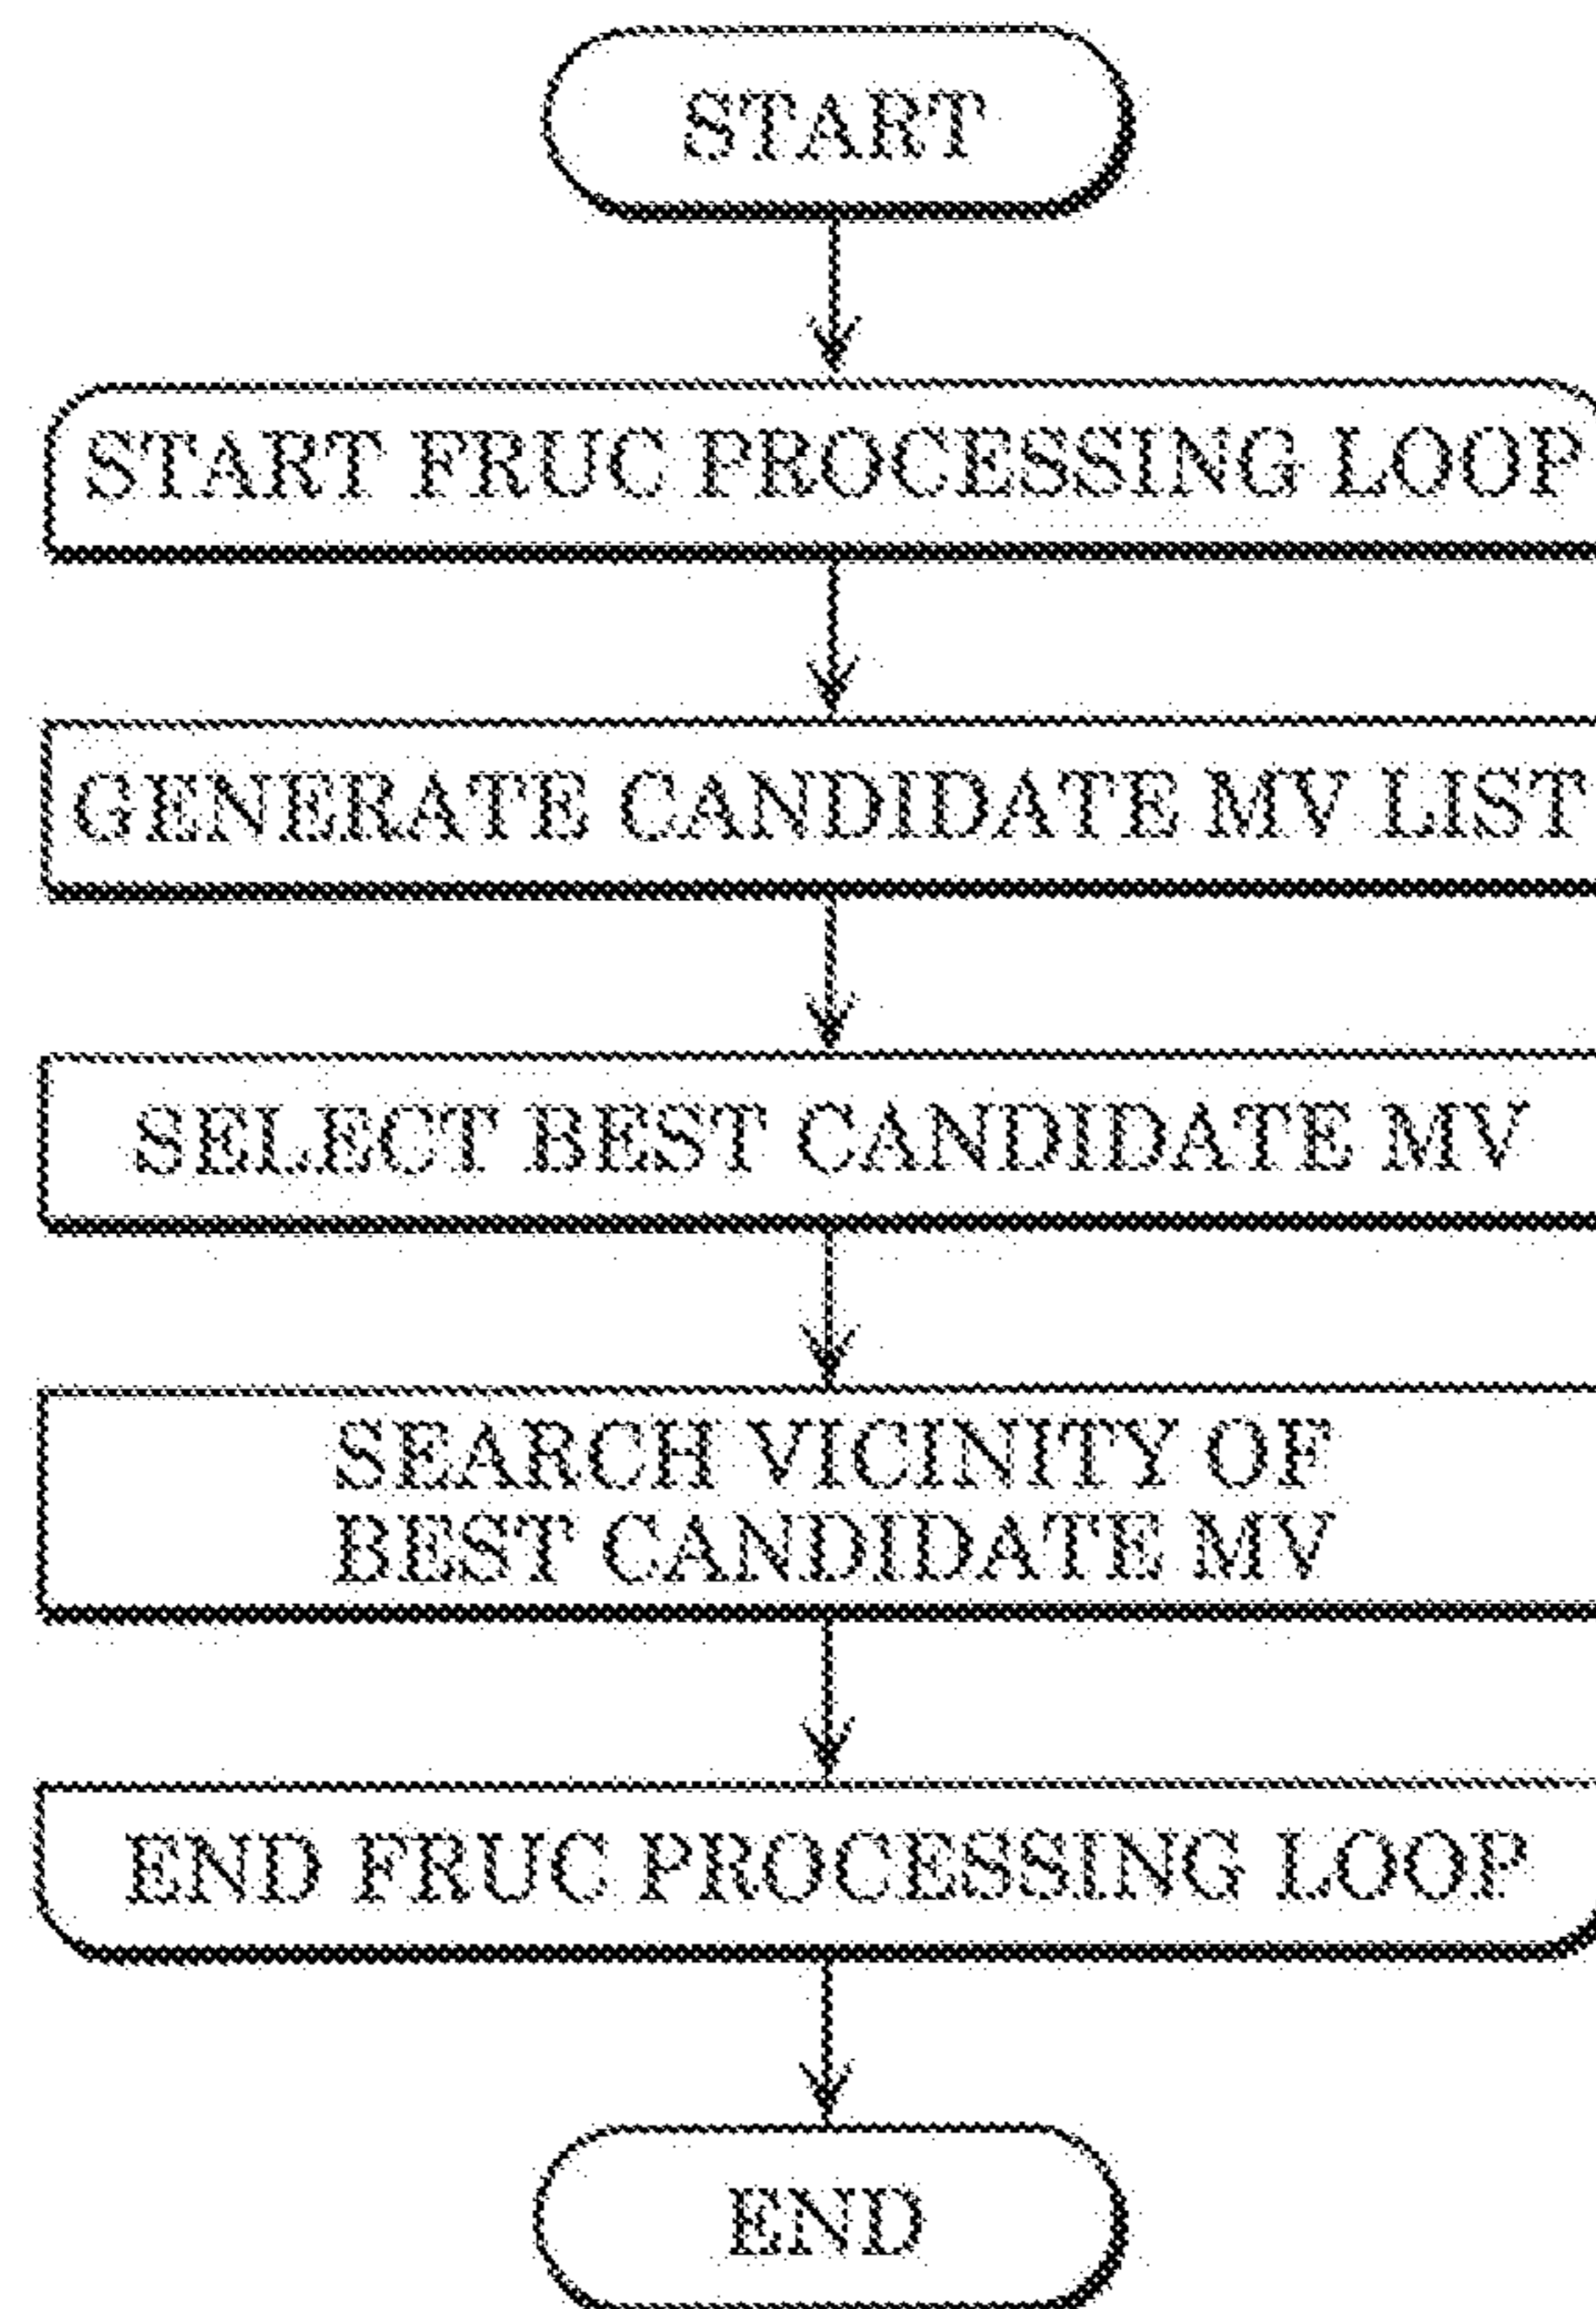 START
START FRUC PROCESSING LOOP
GENERATE CANDIDATE MV LIST
SELECT BEST CANDIDATE MV
SEARCH VICINITY OF
BEST CANDIDATE MV
END FRUC PROCESSING LOOP
END